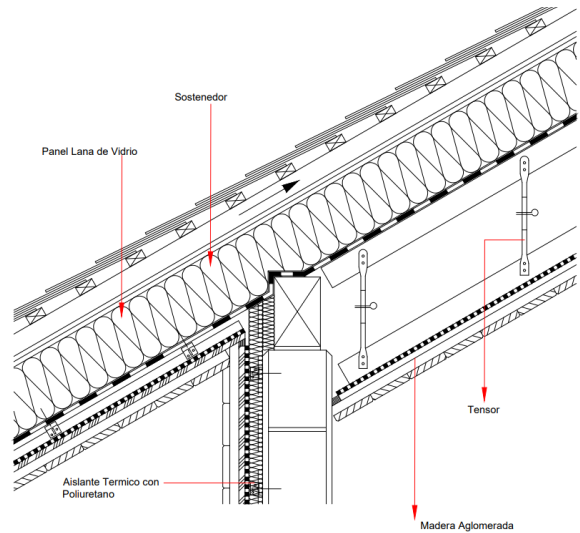 Sostenedor
Panel Lana de Vidrio
Tensor
Aislante Termico con
Poliuretano
Madera Aglomerada